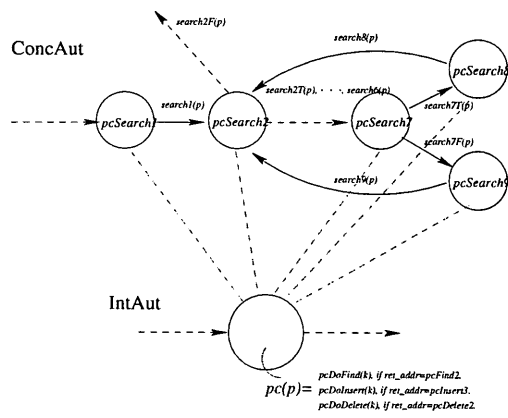 search2F(p)
ConcAut
search8(p)
pcSearch8
search1(p)
search2T(p), · · ·, search6(p)
search7T(p)
pcSearch1
pcSearch2
pcSearch7
search7F(p)
search9(p)
pcSearch9
IntAut
pc(p)= pcDoFind(k), if ret_addr=pcFind2.
pcDoInsert(k), if ret_addr=pcInsert3.
pcDoDelete(k), if ret_addr=pcDelete2.